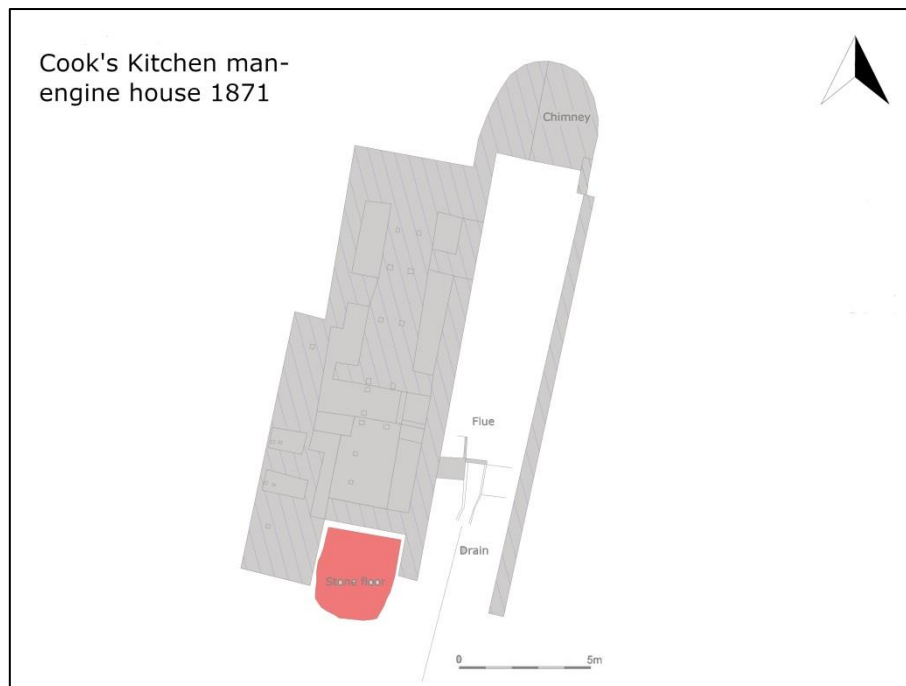 Cook's Kitchen man-
engine house 1871
Chimney
Flue
Drain
Stone floor
0 5m